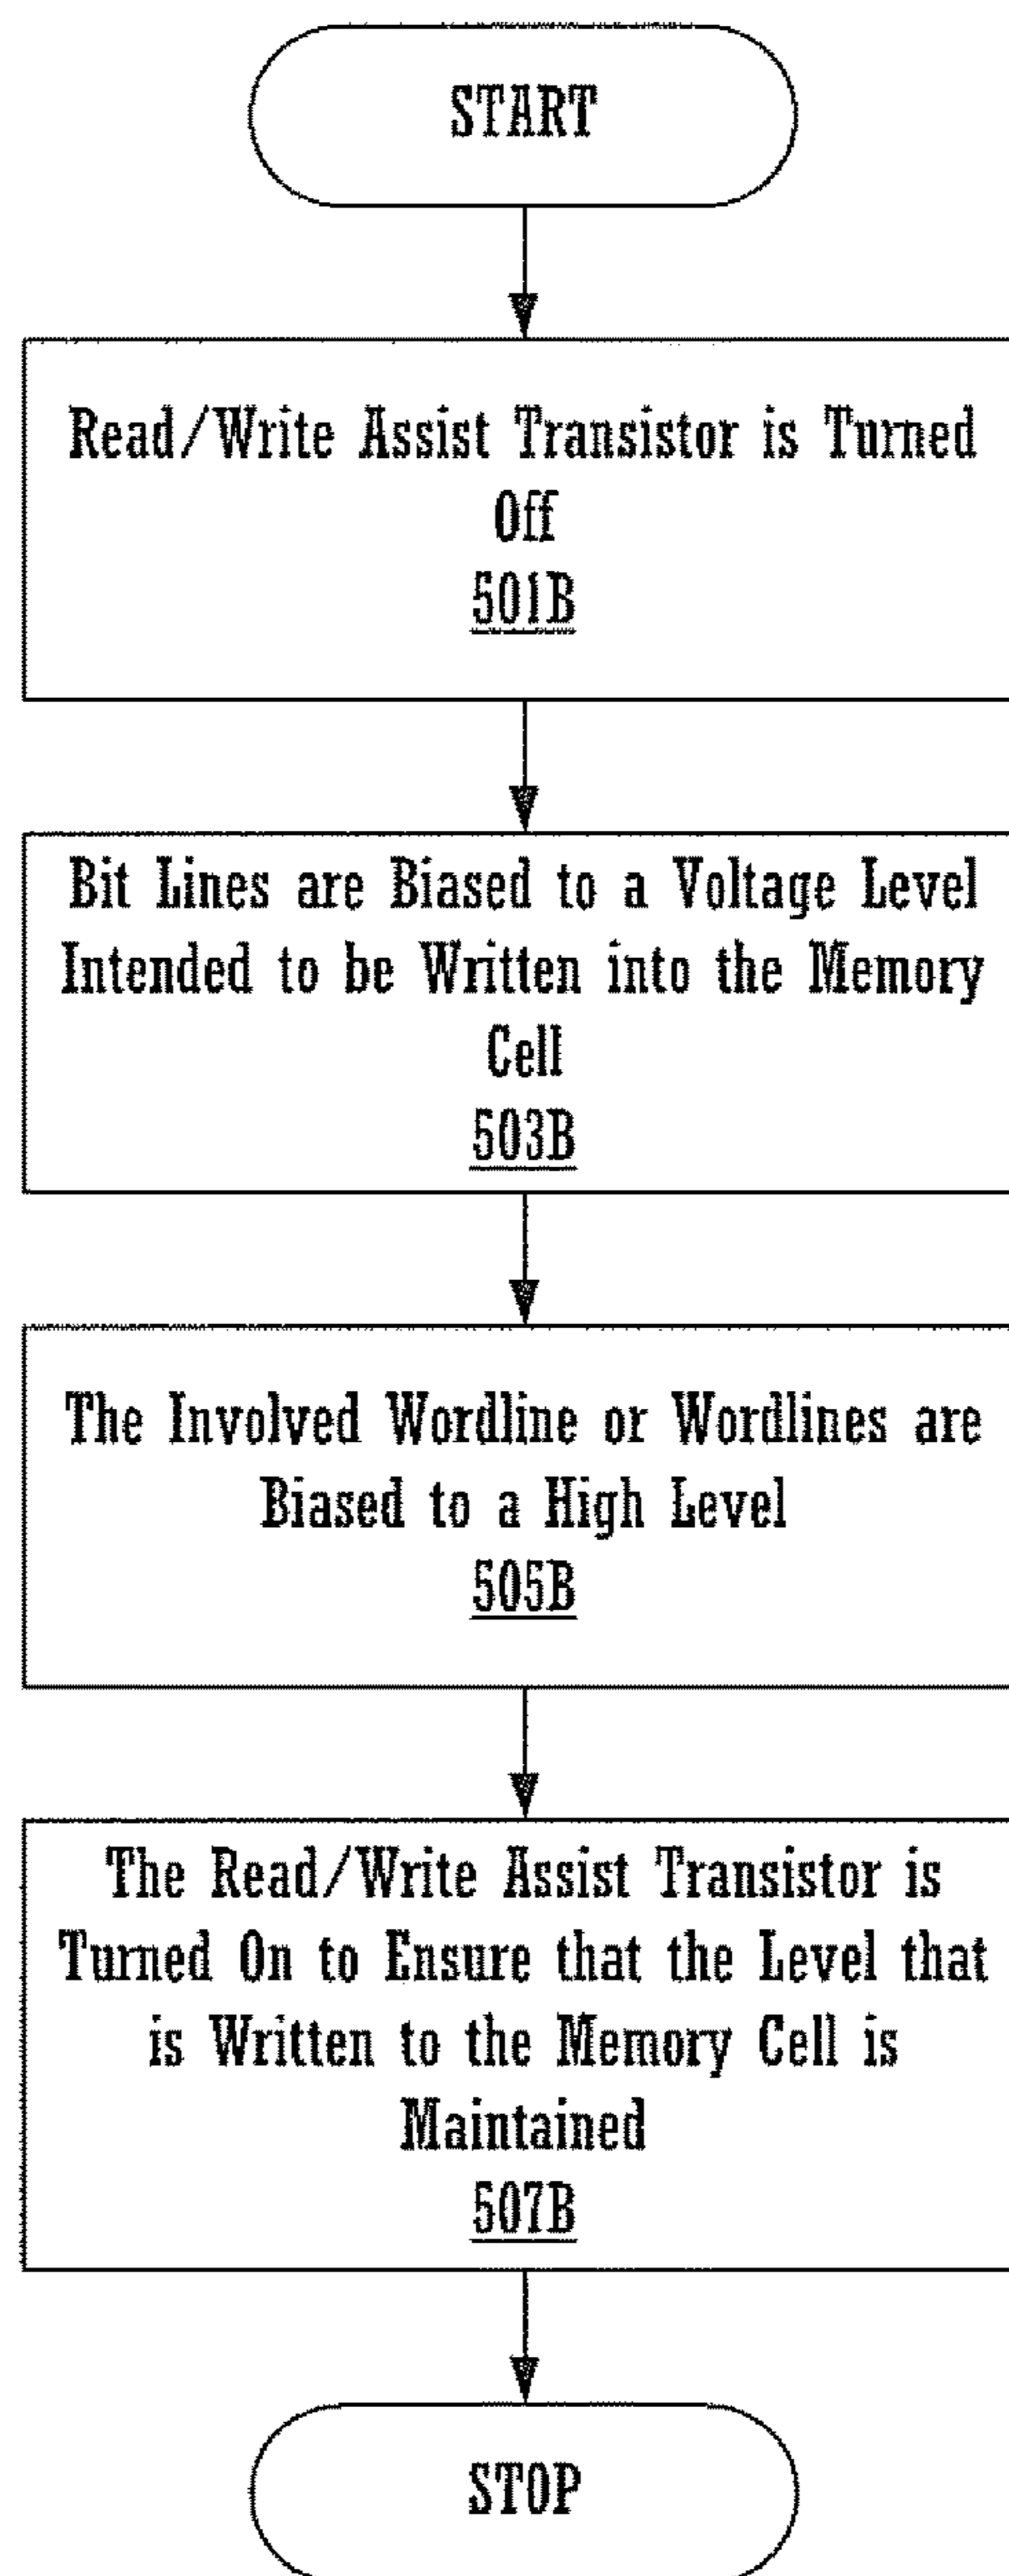 START
Read/Write Assist Transistor is Turned
Off
501B
Bit Lines are Biased to a Voltage Level
Intended to be Written into the Memory
Cell
503B
The Involved Wordline or Wordlines are
Biased to a High Level
505B
The Read/Write Assist Transistor is
Turned On to Ensure that the Level that
is Written to the Memory Cell is
Maintained
507B
STOP